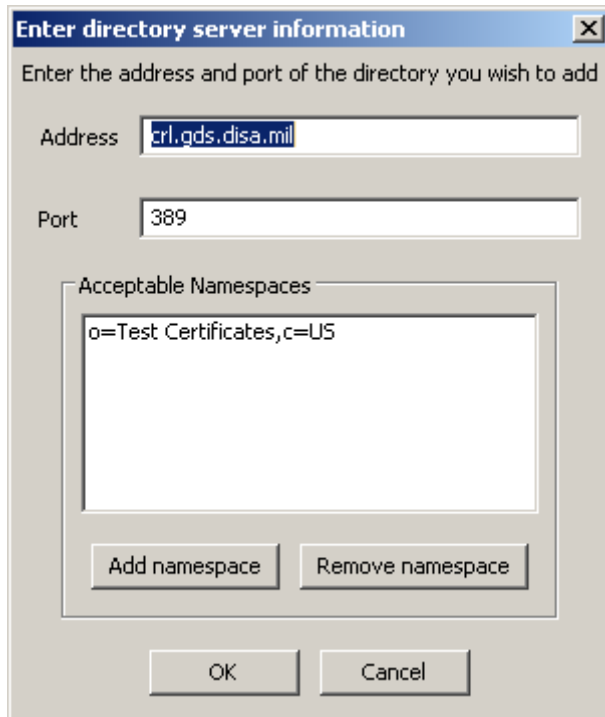 Enter directory server information
Enter the address and port of the directory you wish to add
Address crl.gds.disa.mil
Port 389
Acceptable Namespaces
o=Test Certificates,c=US
Add namespace Remove namespace
OK Cancel